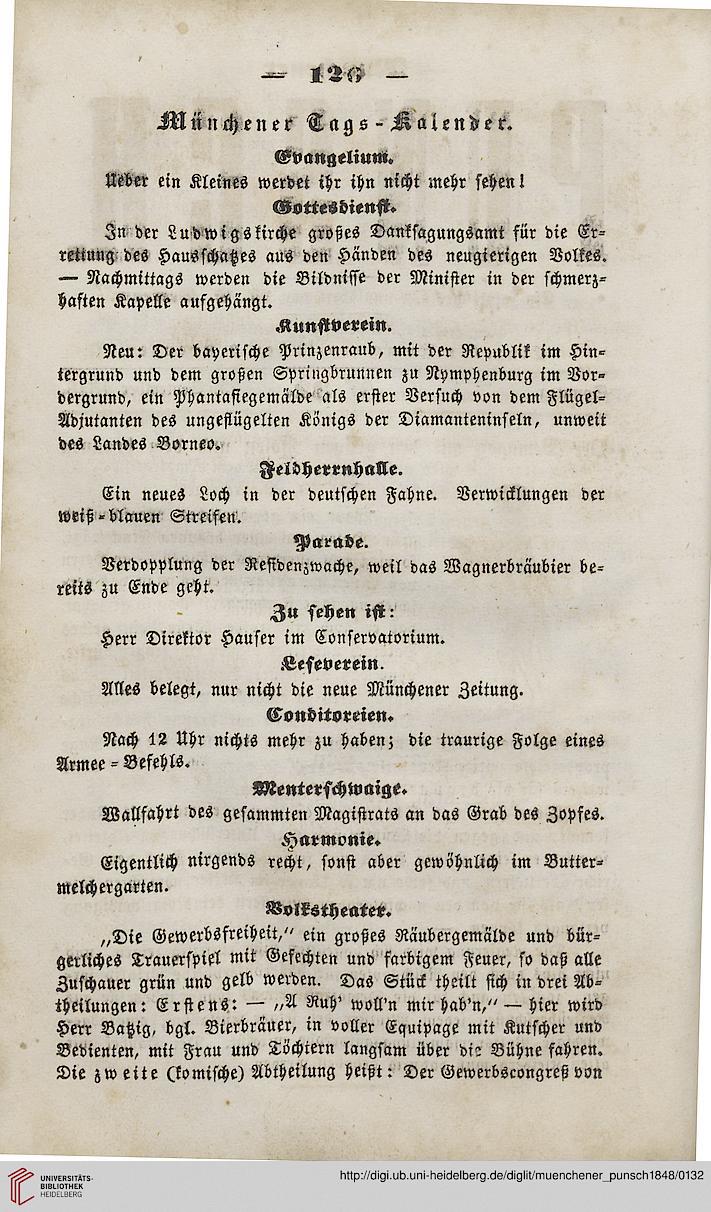 — 126 —
Münchener Tags-Kalender.
Evangelium.
Ueber ein Kleines werdet ihr ihn nicht mehr sehen!
Gottesdienst.
In der Ludwigskirche großes Danksagungsamt für die Er-
rettung des Hausschatzes aus den Händen des neugierigen Volkes.
— Nachmittags werden die Bildnisse der Minister in der schmerz-
haften Kapelle aufgehängt.
Kunstverein.
Neu: Der bayerische Prinzenraub, mit der Republik im Hin-
tergrund und dem großen Springbrunnen zu Nymphenburg im Vor-
dergrund, ein Phantasiegemälde als erster Versuch von dem Flügel-
Adjutanten des ungeflügelten Königs der Diamanteninseln, unweit
des Landes Borneo.
Feldherrnhalle.
Ein neues Loch in der deutschen Fahne. Verwicklungen der
weiß-blauen Streifen.
Parade.
Verdopplung der Residenzwache, weil das Wagnerbräubier be-
reits zu Ende geht.
Zu sehen ist:
Herr Direktor Hauser im Conservatorium.
Leseverein.
Alles belegt, nur nicht die neue Münchener Zeitung.
Conditoreien.
Nach 12 Uhr nichts mehr zu haben; die traurige Folge eines
Armee-Befehls.
Menterschwaige.
Wallfahrt des gesammten Magistrats an das Grab des Zopfes.
Harmonie.
Eigentlich nirgends recht, sonst aber gewöhnlich im Butter-
melchergarten.
Volkstheater.
„Die Gewerbsfreiheit,“ ein großes Räubergemälde und bür-
gerliches Trauerspiel mit Gefechten und farbigem Feuer, so daß alle
Zuschauer grün und gelb werden. Das Stück theilt sich in drei Ab-
theilungen: Erstens: — „A Ruh' woll'n mir hab'n,“ — hier wird
Herr Batzig, bgl. Bierbräuer, in voller Equipage mit Kutscher und
Bedienten, mit Frau und Töchtern langsam über die Bühne fahren.
Die zweite (komische) Abtheilung heißt: Der Gewerbscongreß von
UNIVERSITÄTS-
BIBLIOTHEK
HEIDELBERG
http://digi.ub.uni-heidelberg.de/diglit/muenchener_punsch1848/0132